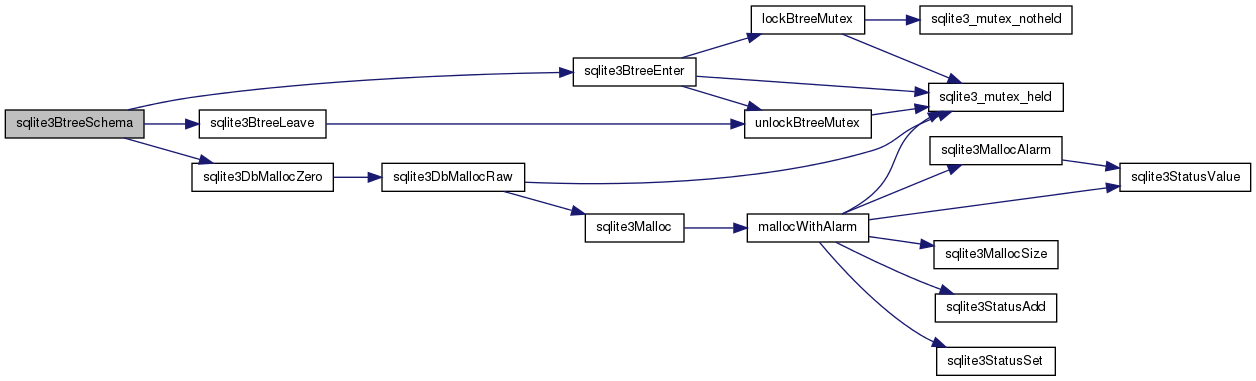 sqlite3BtreeSchema
sqlite3BtreeEnter
sqlite3BtreeLeave
sqlite3DbMallocZero
sqlite3DbMallocRaw
sqlite3Malloc
lockBtreeMutex
unlockBtreeMutex
mallocWithAlarm
sqlite3_mutex_notheld
sqlite3_mutex_held
sqlite3MallocAlarm
sqlite3StatusValue
sqlite3MallocSize
sqlite3StatusAdd
sqlite3StatusSet